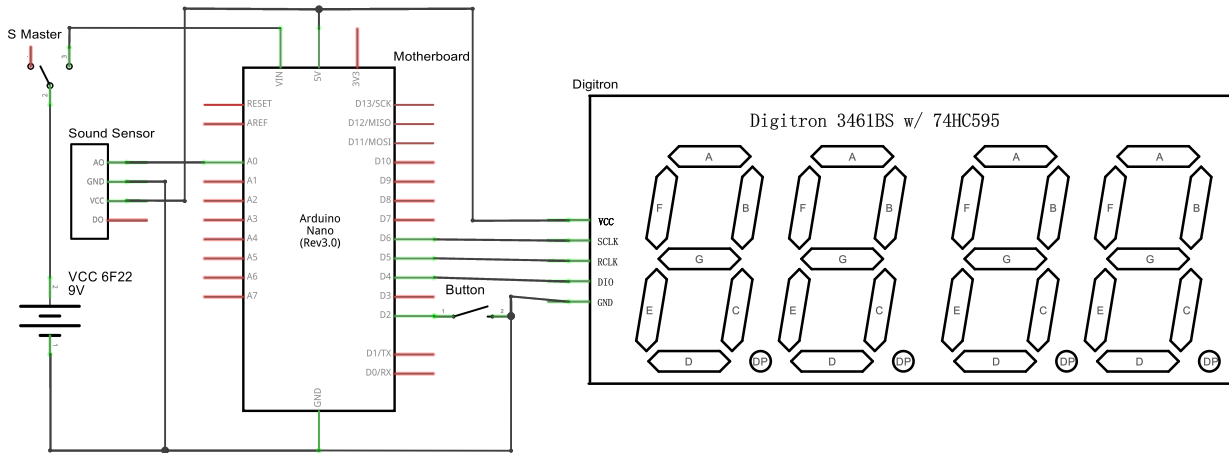 S Master
1
3
2
Motherboard
VIN
5V
3V3
RESET
AREF
A0
A1
A2
A3
A4
A5
A6
A7
D13/SCK
D12/MISO
D11/MOSI
D10
D9
D8
D7
D6
D5
D4
D3
D2
D1/TX
D0/RX
GND
Arduino
Nano
(Rev3.0)
Sound Sensor
AO
GND
VCC
DO
VCC 6F22
9V
2
1
Button
1
2
Digitron
Digitron 3461BS w/ 74HC595
VCC
SCLK
RCLK
DIO
GND
A
F
B
G
E
C
D
DP
A
F
B
G
E
C
D
DP
A
F
B
G
E
C
D
DP
A
F
B
G
E
C
D
DP